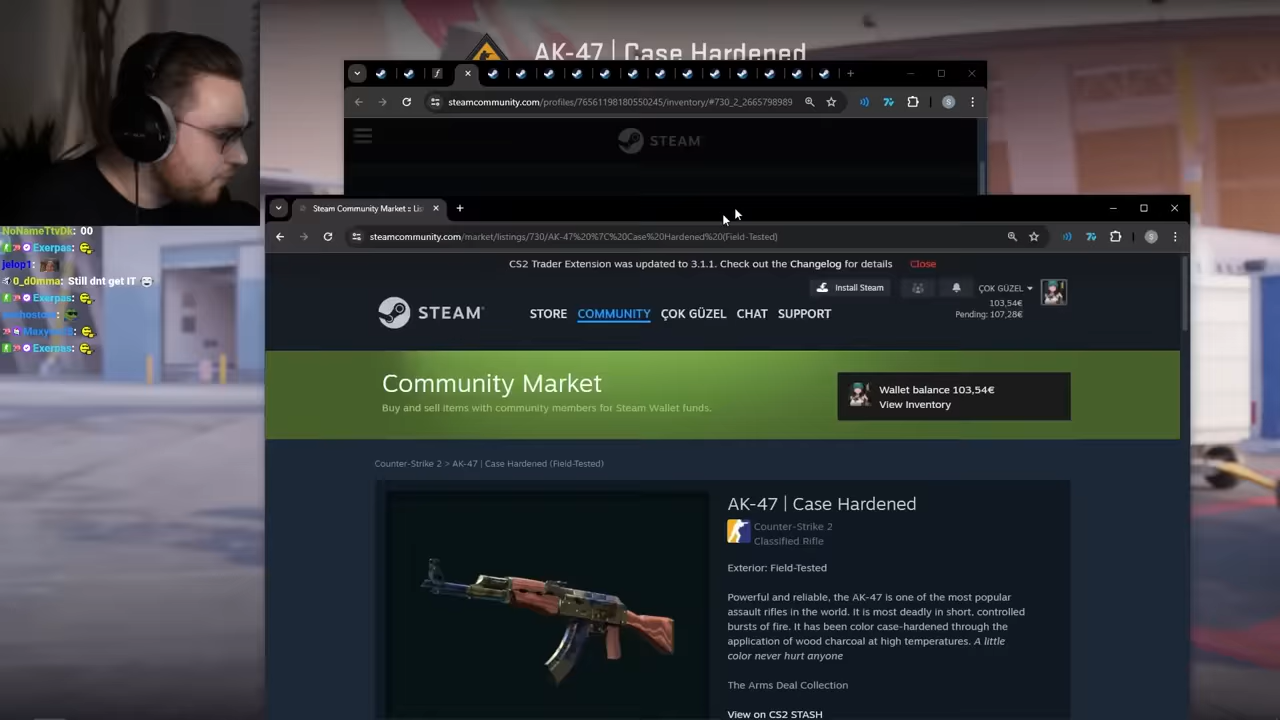 AK-47 | Case Hardened
steamcommunity.com/profiles/76561198180550245/inventory/#730_2_2665798989
S
STEAM
Steam Community Market :: Lis
steamcommunity.com/market/listings/730/AK-47%20%7C%20Case%20Hardened%20(Field-Tested)
S
CS2 Trader Extension was updated to 3.1.1. Check out the Changelog for details Close
Install Steam
ÇOK GÜZEL
103,54€
Pending: 107,28€
STEAM
STORE COMMUNITY ÇOK GÜZEL CHAT SUPPORT
Community Market
Buy and sell items with community members for Steam Wallet funds.
Wallet balance 103,54€
View Inventory
Counter-Strike 2 > AK-47 | Case Hardened (Field-Tested)
AK-47 | Case Hardened
Counter-Strike 2
Classified Rifle
Exterior: Field-Tested
Powerful and reliable, the AK-47 is one of the most popular
assault rifles in the world. It is most deadly in short, controlled
bursts of fire. It has been color case-hardened through the
application of wood charcoal at high temperatures. A little
color never hurt anyone
The Arms Deal Collection
View on CS2 STASH
NoNameTtvDk: 00
Exerpas:
jelop1:
0_d0mma: Still dnt get IT
Exerpas:
Exerpas: